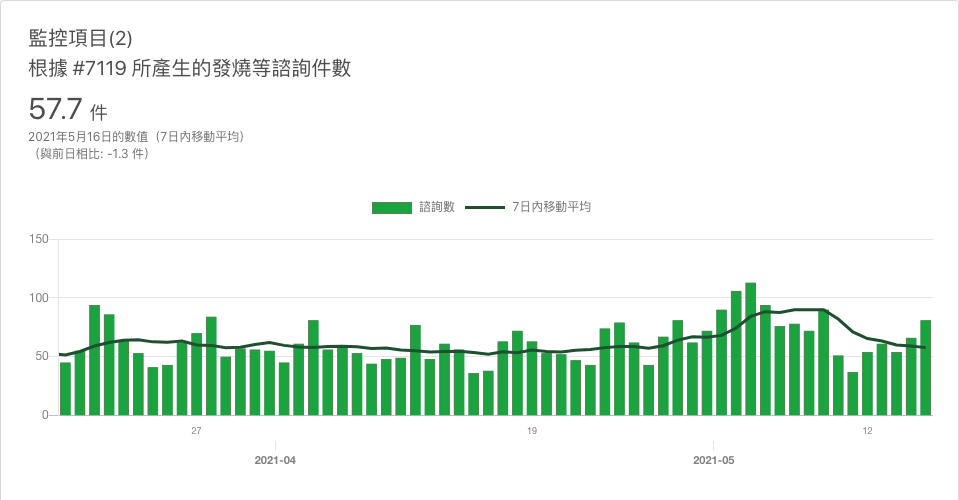 監控項目(2)
根據 #7119 所產生的發燒等諮詢件數
57.7 件
2021年5月16日的數值（7日內移動平均）
（與前日相比: -1.3 件）
諮詢數 7日內移動平均
150
100
50
0
27 19 12
2021-04 2021-05